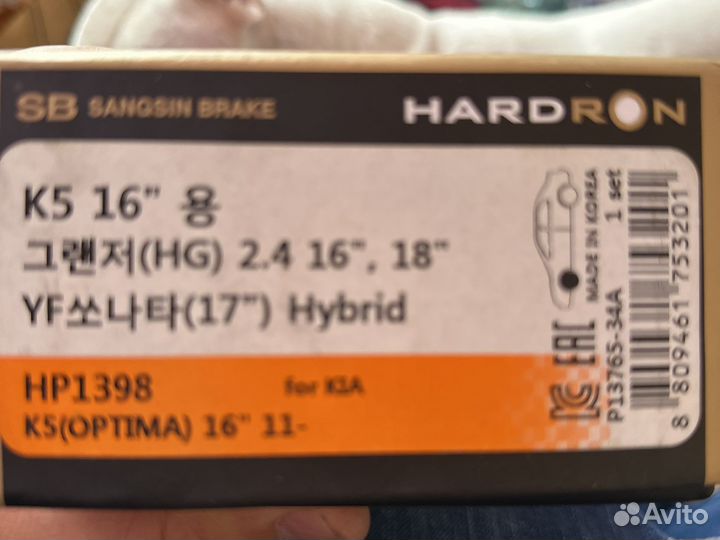 SB SANGSIN BRAKE
HARDRON
K5 16" 용
그랜저(HG) 2.4 16", 18"
YF쏘나타(17") Hybrid
HP1398 for KIA
K5(OPTIMA) 16" 11-
MADE IN KOREA
1 set
EAC
P13765-34A
8 809461 753201
Avito